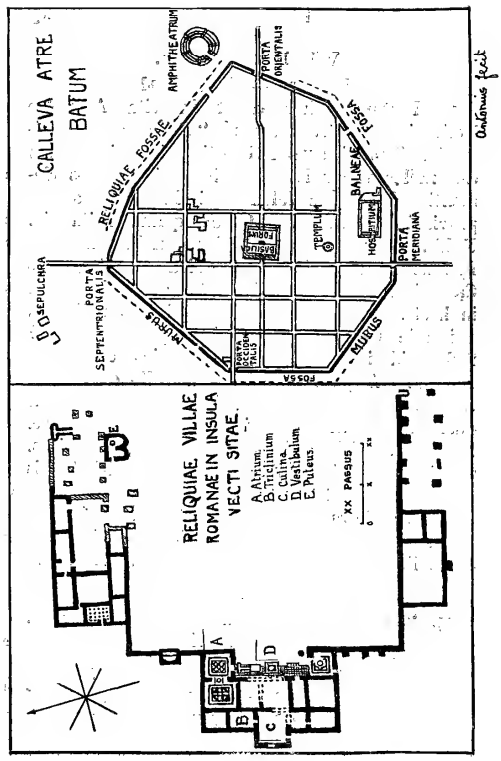 CALLEVA ATRE
BATUM
AMPHITHEATRUM
RELIQUIAE FOSSAE
PORTA
ORIENTALIS
FOSSA
BALNEAE
HOSPITIUM
TEMPLUM
FORUM
BASILICA
SEPULCHRA
PORTA
SEPTENTRIONALIS
MURUS
PORTA
OCCIDEN
TALIS
FOSSA
MURUS
PORTA
MERIDIANA
Antonius fecit
RELIQUIAE VILLAE
ROMANAE IN INSULA
VECTI SITAE.
A. Atrium.
B. Triclinium
C. Culina.
D. Vestibulum
E. Puteus.
XX PASSUS
0 X XX
A
B
C
D
E